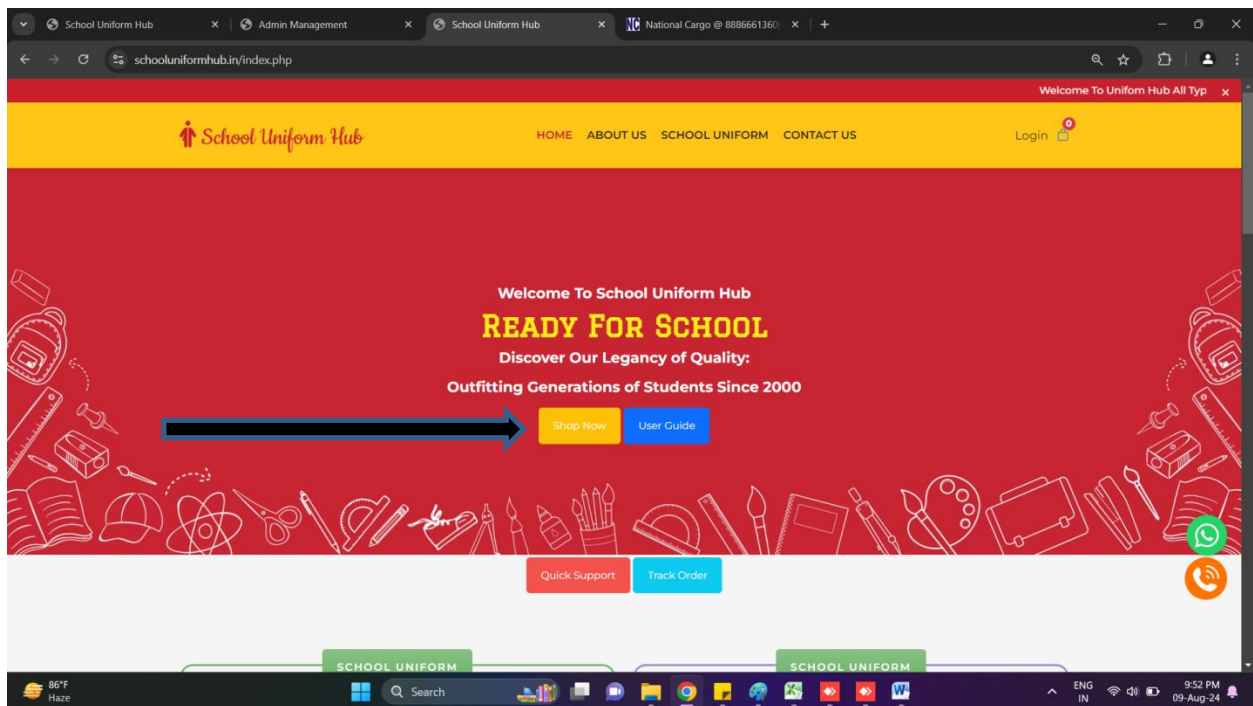 School Uniform Hub
Admin Management
School Uniform Hub
National Cargo @ 8886661360|
schooluniformhub.in/index.php
Welcome To Unifom Hub All Typ
School Uniform Hub
HOME ABOUT US SCHOOL UNIFORM CONTACT US
Login 0
Welcome To School Uniform Hub
READY FOR SCHOOL
Discover Our Legancy of Quality:
Outfitting Generations of Students Since 2000
Shop Now User Guide
Quick Support Track Order
SCHOOL UNIFORM SCHOOL UNIFORM
86°F
Haze
Search
ENG
IN
9:52 PM
09-Aug-24